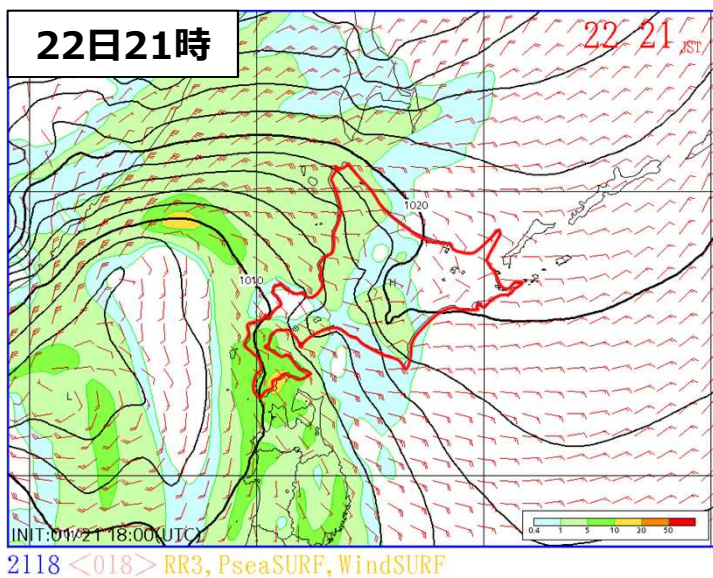 22日21時
22 21 JST
1020
1010
H
L
S
INIT:01/21 18:00(UTC)
0.4 1 5 10 20 50
2118 <018> RR3, PseaSURF, WindSURF